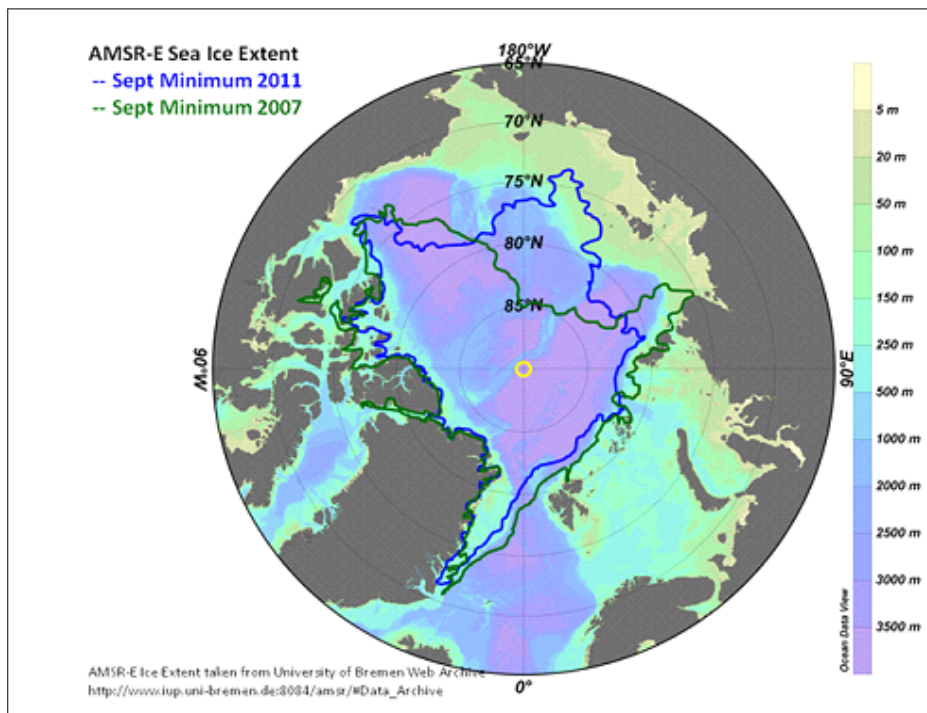 AMSR-E Sea Ice Extent
-- Sept Minimum 2011
-- Sept Minimum 2007
180°W
65°N
70°N
75°N
80°N
85°N
90°W
90°E
0°
5 m
20 m
50 m
100 m
150 m
250 m
500 m
1000 m
2000 m
2500 m
3000 m
3500 m
Ocean Data View
AMSR-E Ice Extent taken from University of Bremen Web Archive
http://www.iup.uni-bremen.de:8084/amsr/#Data_Archive